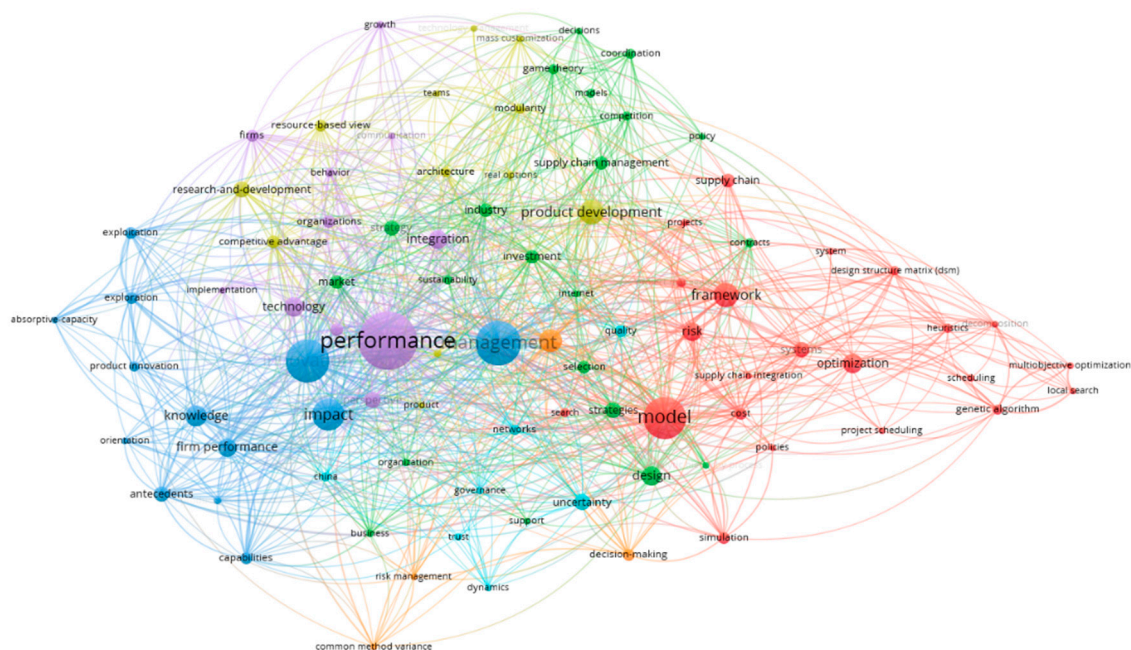 growth
technology
mass customization
decisions
coordination
game theory
teams
models
modularity
competition
resource-based view
firms
communication
policy
supply chain management
behavior
architecture
real options
supply chain
research-and-development
industry
product development
organizations
strategy
projects
exploitation
competitive advantage
integration
contracts
system
investment
design structure matrix (dsm)
market
sustainability
implementation
internet
framework
exploration
technology
absorptive-capacity
heuristics
decomposition
quality
risk
performance
management
systems
optimization
product innovation
selection
supply chain integration
multiobjective optimization
scheduling
local search
product
knowledge
impact
search
strategies
model
cost
genetic algorithm
networks
project scheduling
orientation
firm performance
policies
organization
china
design
antecedents
governance
uncertainty
support
business
trust
simulation
capabilities
decision-making
risk management
dynamics
common method variance